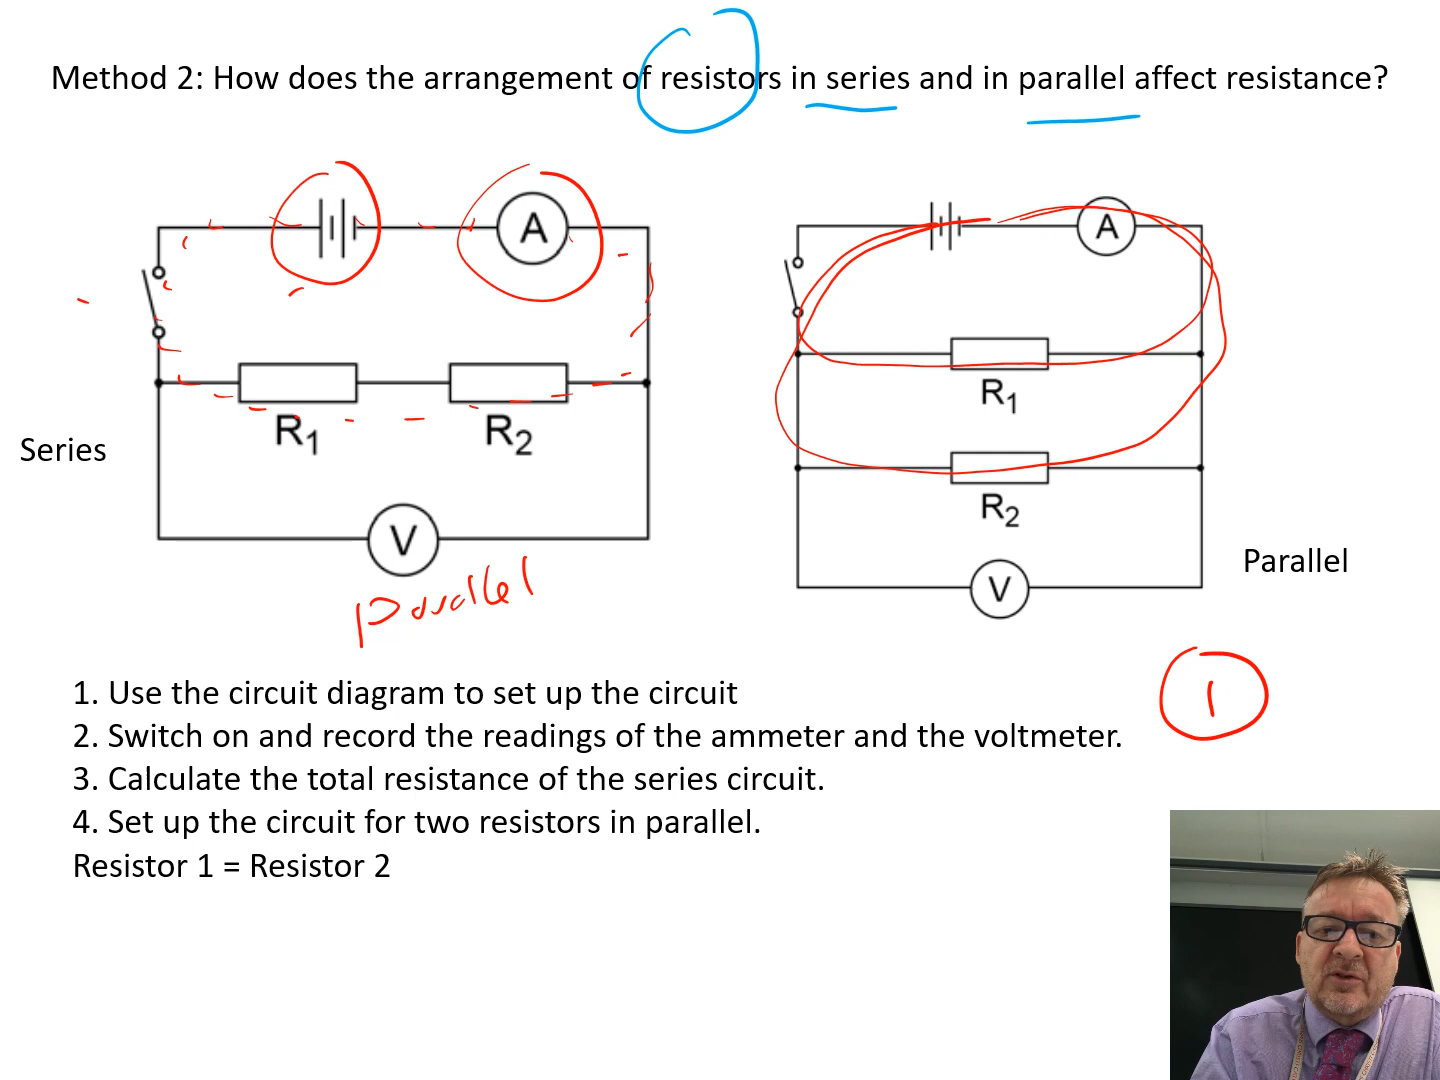 Method 2: How does the arrangement of resistors in series and in parallel affect resistance?
A
A
R1
R1
R2
Series
R2
V
Parallel
V
parallel
1
1. Use the circuit diagram to set up the circuit
2. Switch on and record the readings of the ammeter and the voltmeter.
3. Calculate the total resistance of the series circuit.
4. Set up the circuit for two resistors in parallel.
Resistor 1 = Resistor 2